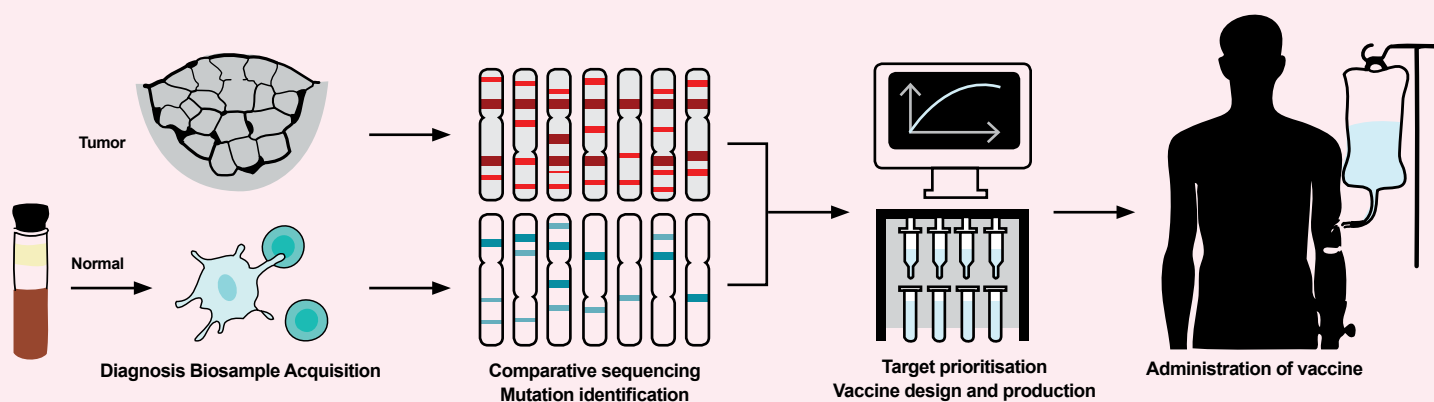 Tumor
Normal
Diagnosis Biosample Acquisition
Comparative sequencing
Mutation identification
Target prioritisation
Vaccine design and production
Administration of vaccine